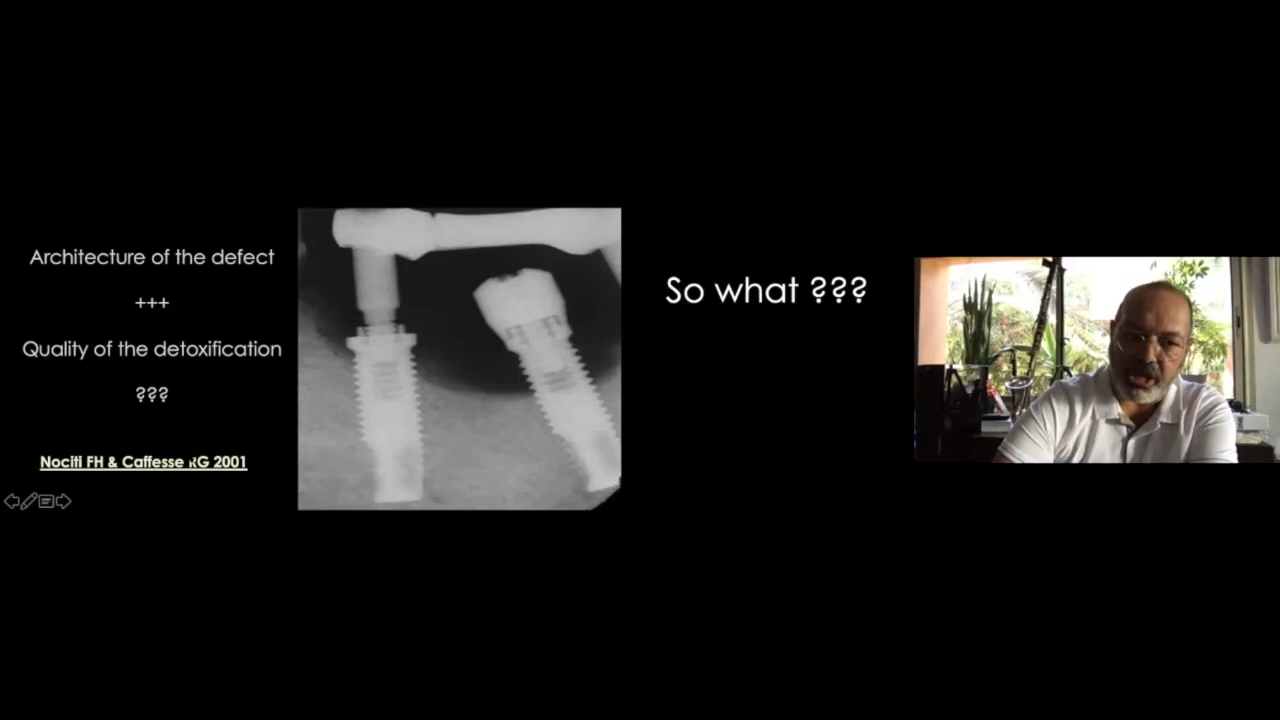 Architecture of the defect
+++
Quality of the detoxification
???
Nociti FH & Caffesse RG 2001
So what ???